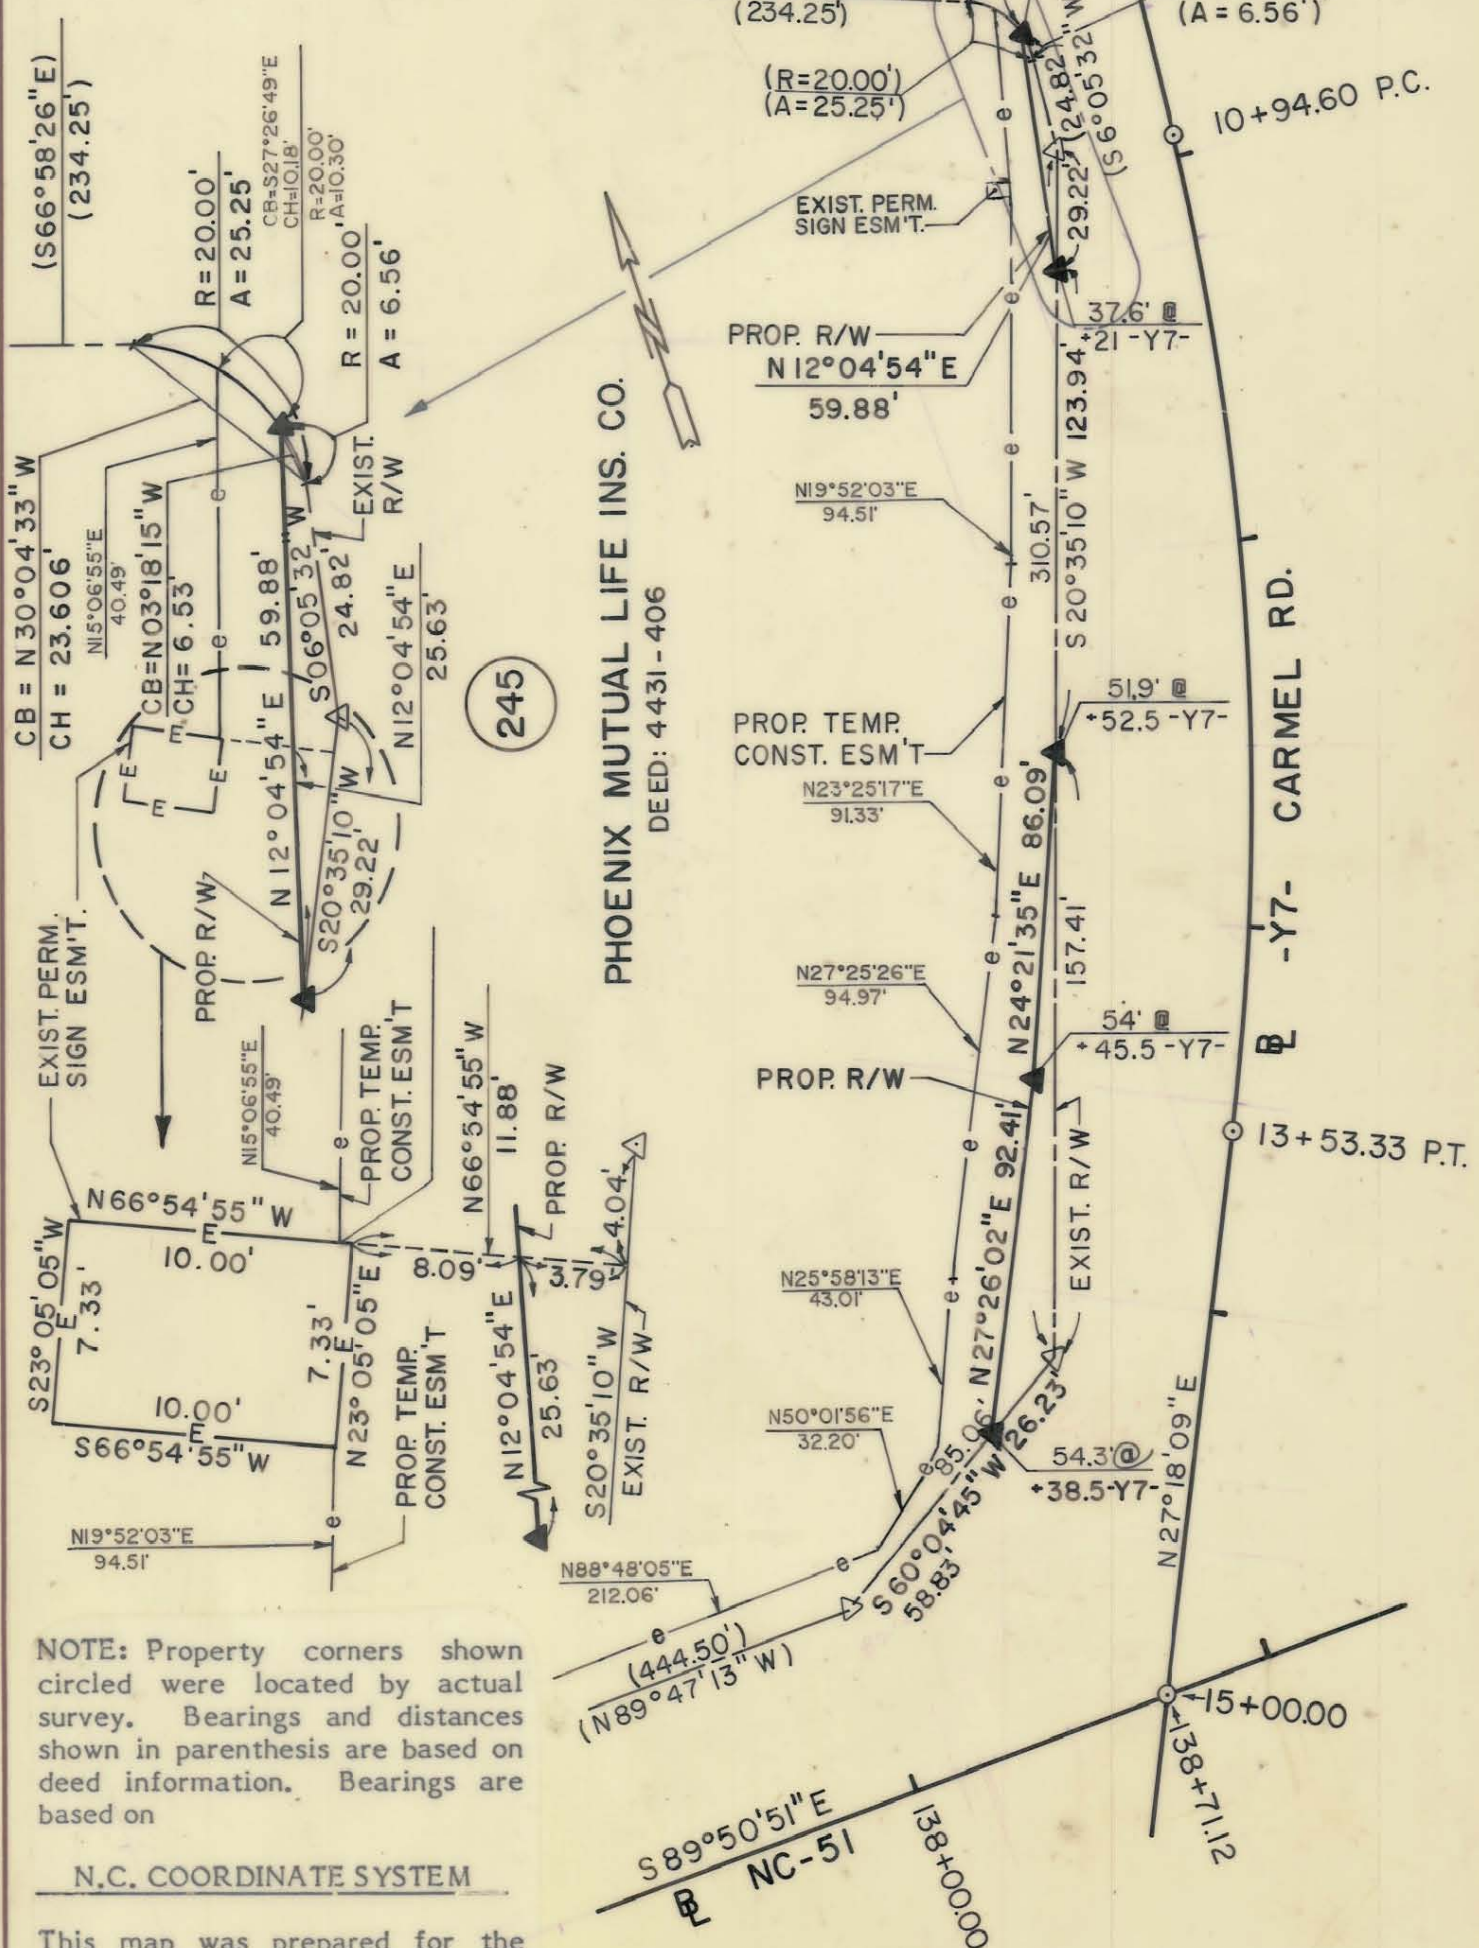 (S66°58'26"E)
(234.25')
R=20.00'
A=25.25'
CB=S27°26'49"E
CH=10.18'
R=20.00'
A=10.30'
R=20.00'
A=6.56'
EXIST.
R/W
CB=N30°04'33"W
CH=23.606'
N15°06'55"E
40.49'
CB=N03°18'15"W
CH=6.53'
e
e
N12°04'54"E 59.88'
S06°05'32"W
24.82'
N12°04'54"E
25.63'
S20°35'10"W
29.22'
E
E
E
E
PROP. R/W
EXIST. PERM.
SIGN ESM'T.
245
PHOENIX MUTUAL LIFE INS. CO.
DEED: 4431-406
N15°06'55"E
40.49'
e
PROP. TEMP.
CONST. ESM'T
N66°54'55"W
11.88'
PROP. R/W
N66°54'55"W
E
10.00'
S23°05'05"W
E
7.33'
7.33'
E
N23°05'05"E
10.00'
E
S66°54'55"W
8.09'
3.79'
4.04'
N12°04'54"E
25.63'
S20°35'10"W
EXIST. R/W
PROP. TEMP.
CONST. ESM'T
e
N19°52'03"E
94.51'
(234.25')
(A=6.56')
(R=20.00')
(A=25.25')
(24.82')
(S6°05'32"W)
29.22'
10+94.60 P.C.
EXIST. PERM.
SIGN ESM'T.
e
e
37.6' @
+21 -Y7-
PROP. R/W
N12°04'54"E
59.88'
123.94'
S20°35'10"W
310.57'
e
N19°52'03"E
94.51'
e
51.9' @
+52.5 -Y7-
PROP. TEMP.
CONST. ESM'T
e
N23°25'17"E
91.33'
N24°21'35"E 86.09'
157.41'
BL -Y7- CARMEL RD.
e
N27°25'26"E
94.97'
54' @
+45.5 -Y7-
PROP. R/W
EXIST. R/W
N27°26'02"E 92.41'
e
13+53.33 P.T.
N25°58'13"E
43.01'
e
N50°01'56"E
32.20'
e
85.06'
26.23'
54.3' @
+38.5-Y7-
N27°18'09"E
S60°04'45"W
58.83'
N88°48'05"E
212.06'
e
e
(444.50')
(N89°47'13"W)
15+00.00
138+71.12
S89°50'51"E
BL NC-51
138+00.00
NOTE: Property corners shown
circled were located by actual
survey. Bearings and distances
shown in parenthesis are based on
deed information. Bearings are
based on
N.C. COORDINATE SYSTEM
This map was prepared for the